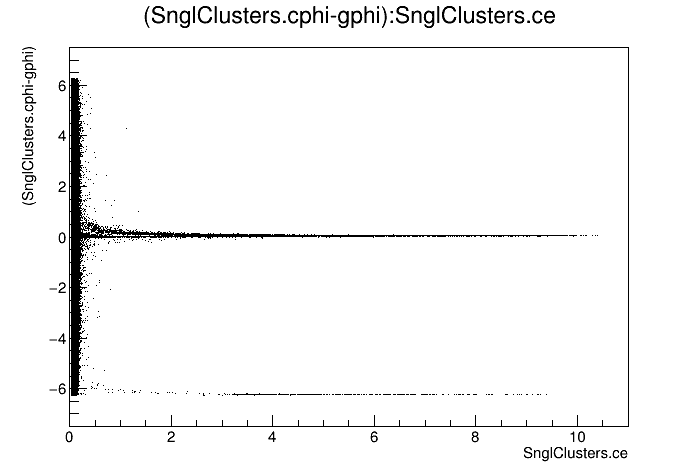 (SnglClusters.cphi-gphi):SnglClusters.ce
(SnglClusters.cphi-gphi)
6
4
2
0
−2
−4
−6
0 2 4 6 8 10
SnglClusters.ce